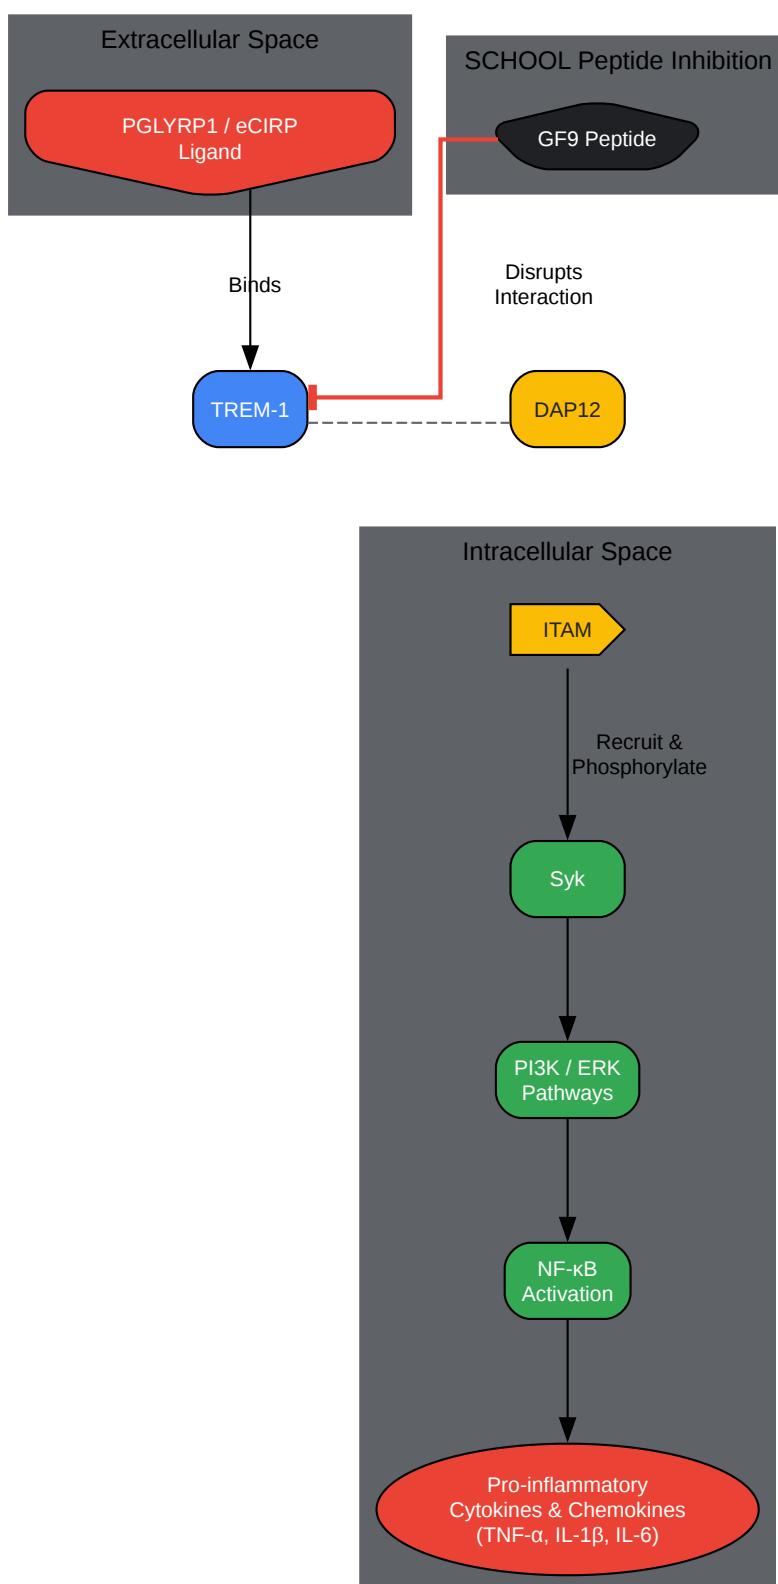 Extracellular Space
SCHOOL Peptide Inhibition
PGLYRP1 / eCIRP
Ligand
GF9 Peptide
Binds
Disrupts
Interaction
TREM-1
DAP12
Intracellular Space
ITAM
Recruit &
Phosphorylate
Syk
PI3K / ERK
Pathways
NF-κB
Activation
Pro-inflammatory
Cytokines & Chemokines
(TNF-α, IL-1β, IL-6)